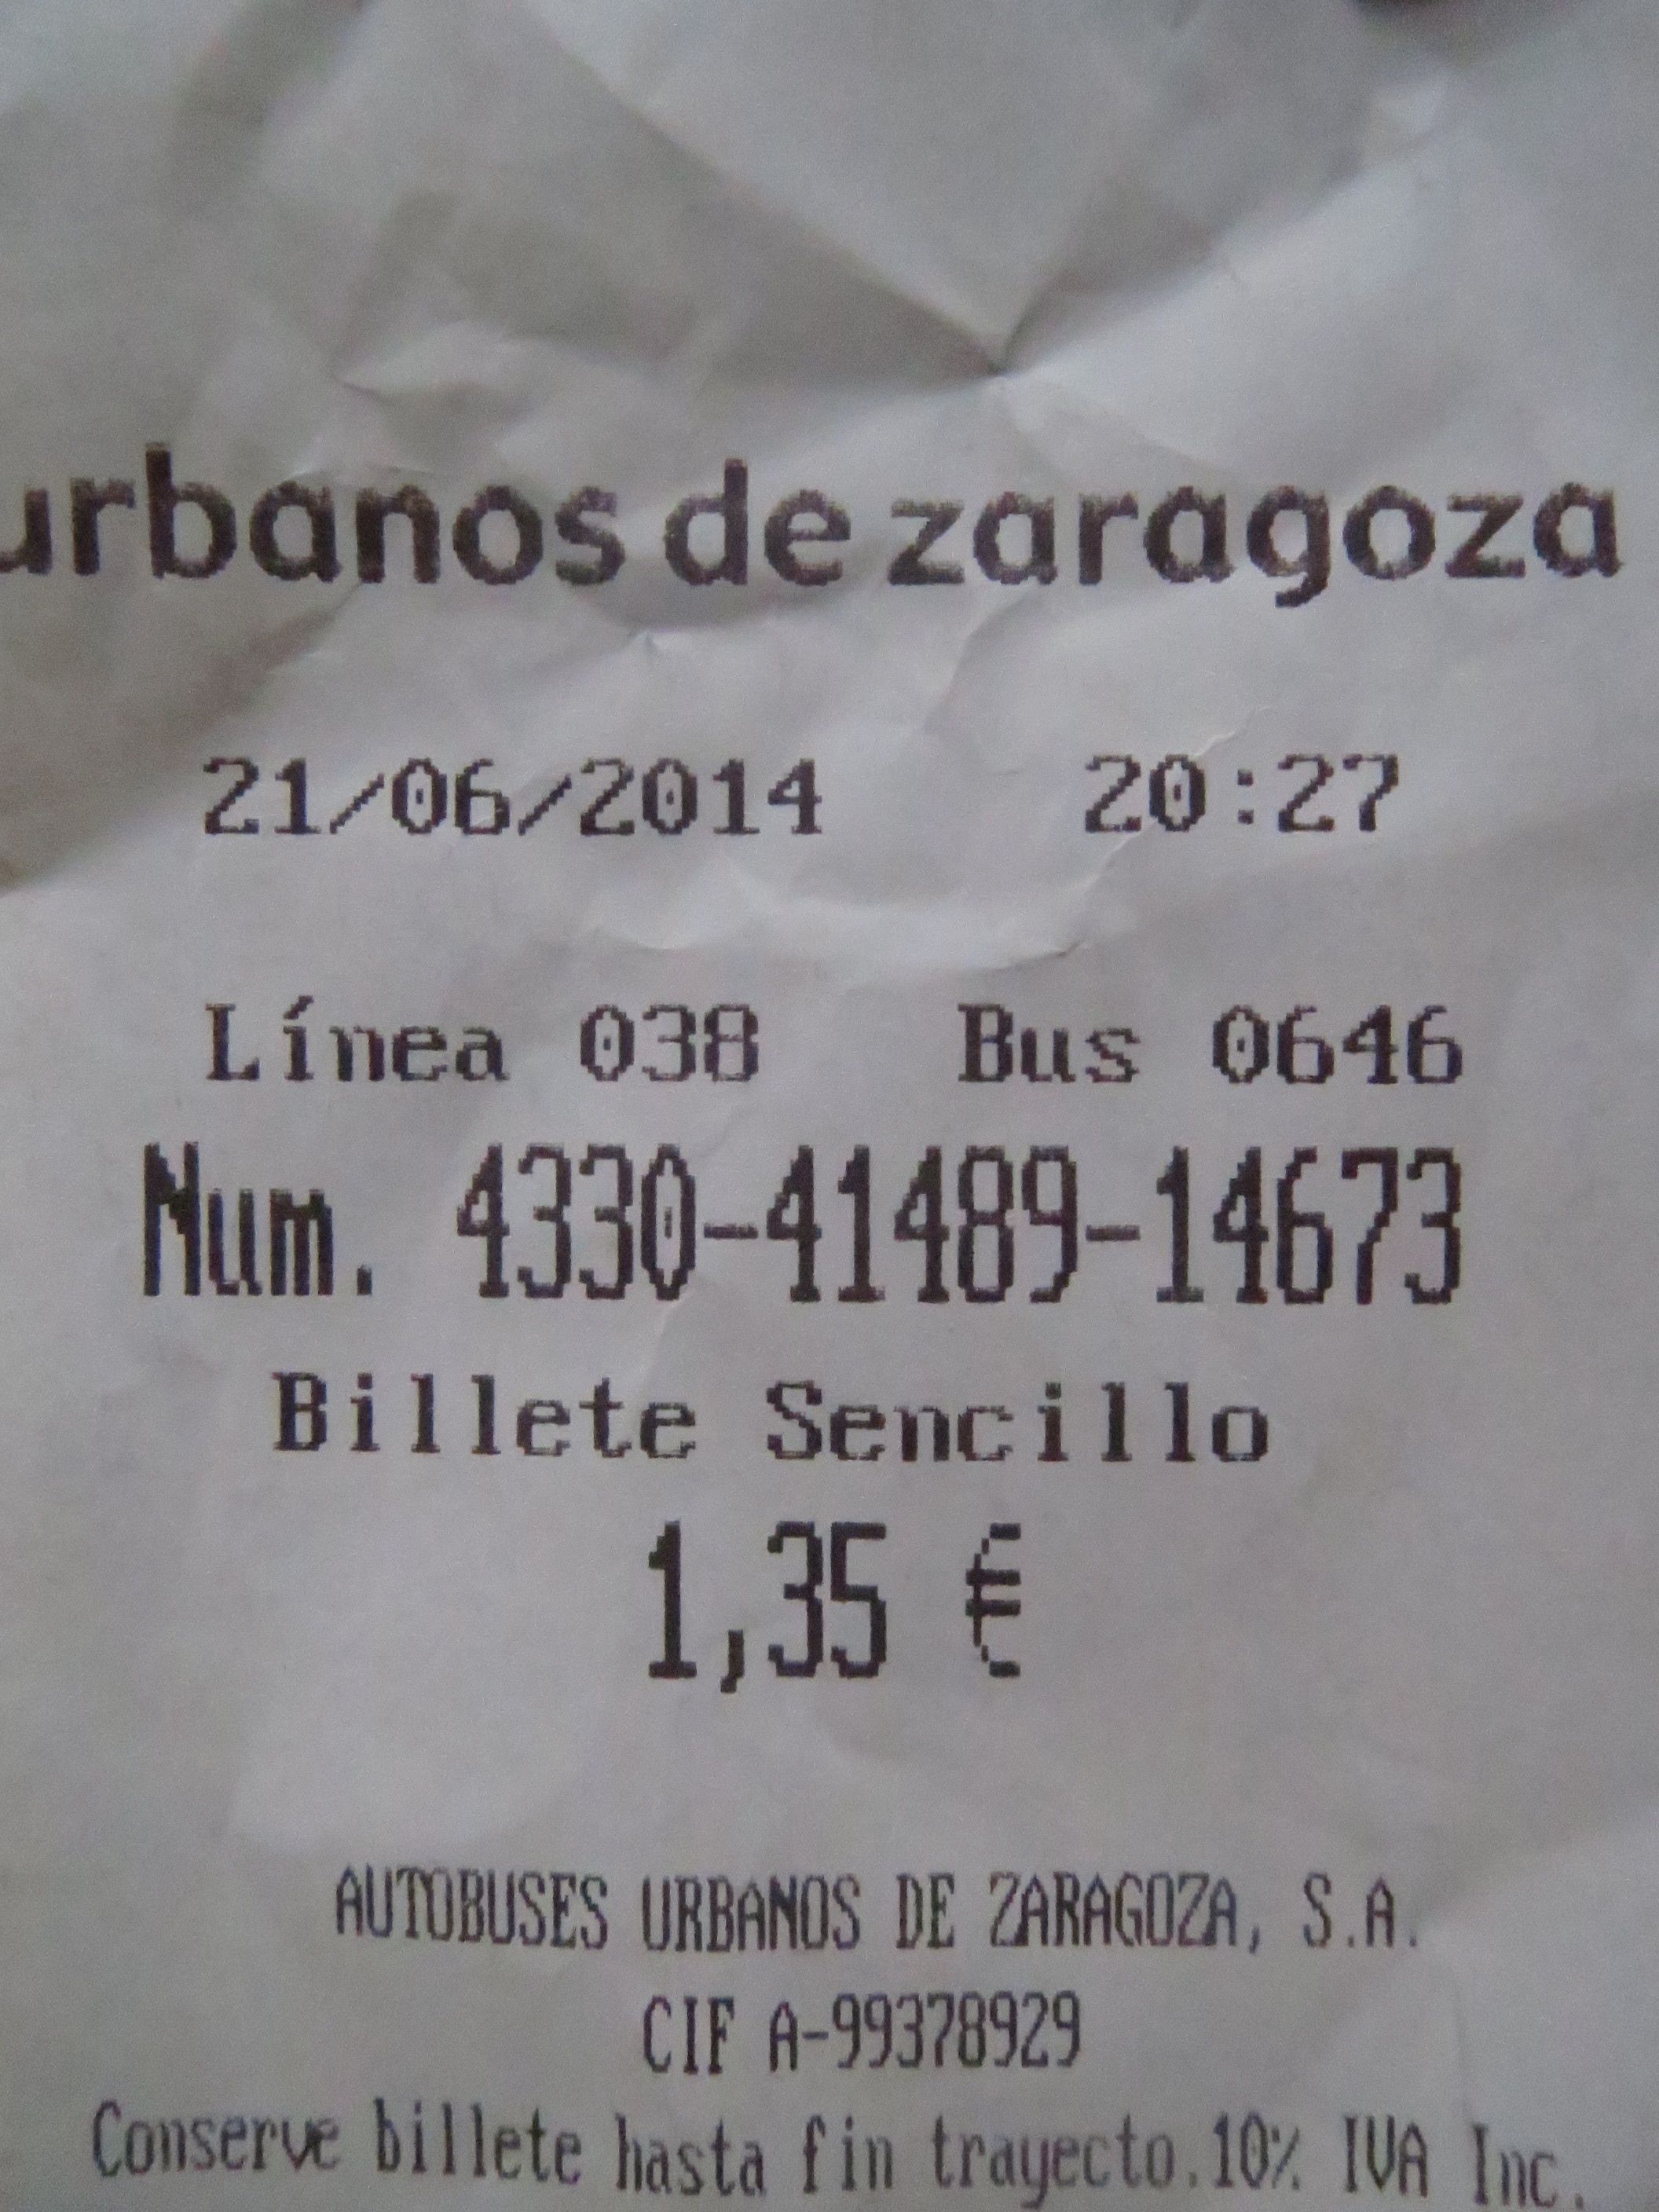 urbanos de zaragoza
21/06/2014 20:27
Línea 038 Bus 0646
Num. 4330-41489-14673
Billete Sencillo
1,35 €
AUTOBUSES URBANOS DE ZARAGOZA, S.A.
CIF A-99378929
Conserve billete hasta fin trayecto.10% IVA Inc.